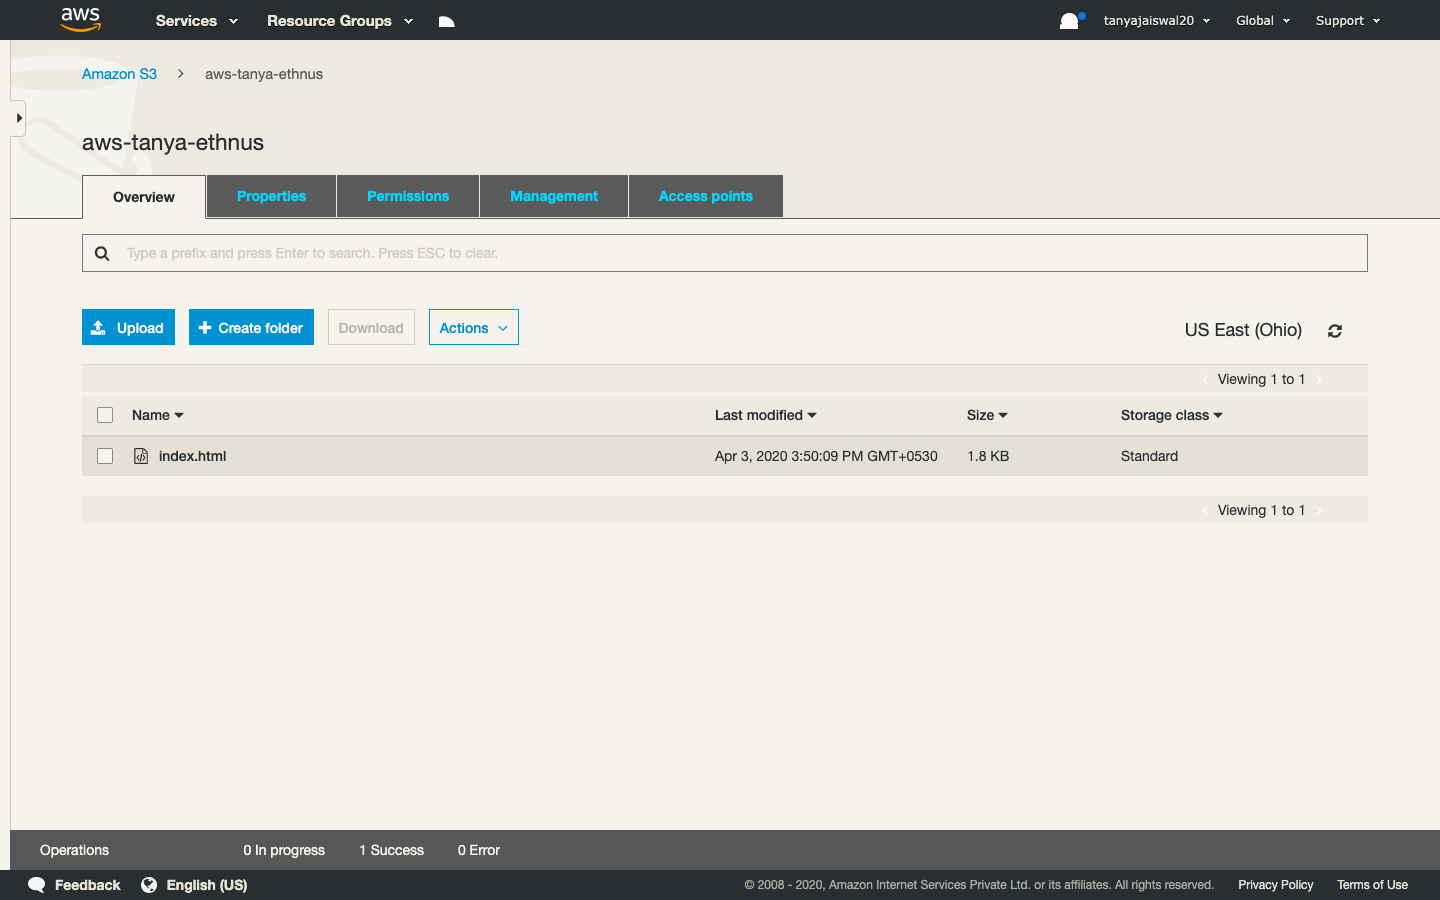 aws Services Resource Groups tanyajaiswal20 Global Support
Amazon S3 > aws-tanya-ethnus
aws-tanya-ethnus
Overview Properties Permissions Management Access points
Type a prefix and press Enter to search. Press ESC to clear.
Upload Create folder Download Actions US East (Ohio)
Viewing 1 to 1
Name Last modified Size Storage class
index.html Apr 3, 2020 3:50:09 PM GMT+0530 1.8 KB Standard
Viewing 1 to 1
Operations 0 In progress 1 Success 0 Error
Feedback English (US) © 2008 - 2020, Amazon Internet Services Private Ltd. or its affiliates. All rights reserved. Privacy Policy Terms of Use